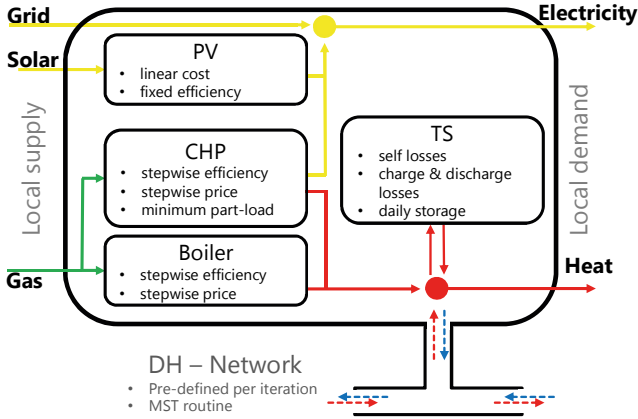 Grid
Electricity
Solar
PV
• linear cost
• fixed efficiency
Local supply
CHP
• stepwise efficiency
• stepwise price
• minimum part-load
TS
• self losses
• charge & discharge
losses
• daily storage
Local demand
Boiler
• stepwise efficiency
• stepwise price
Gas
Heat
DH – Network
• Pre-defined per iteration
• MST routine